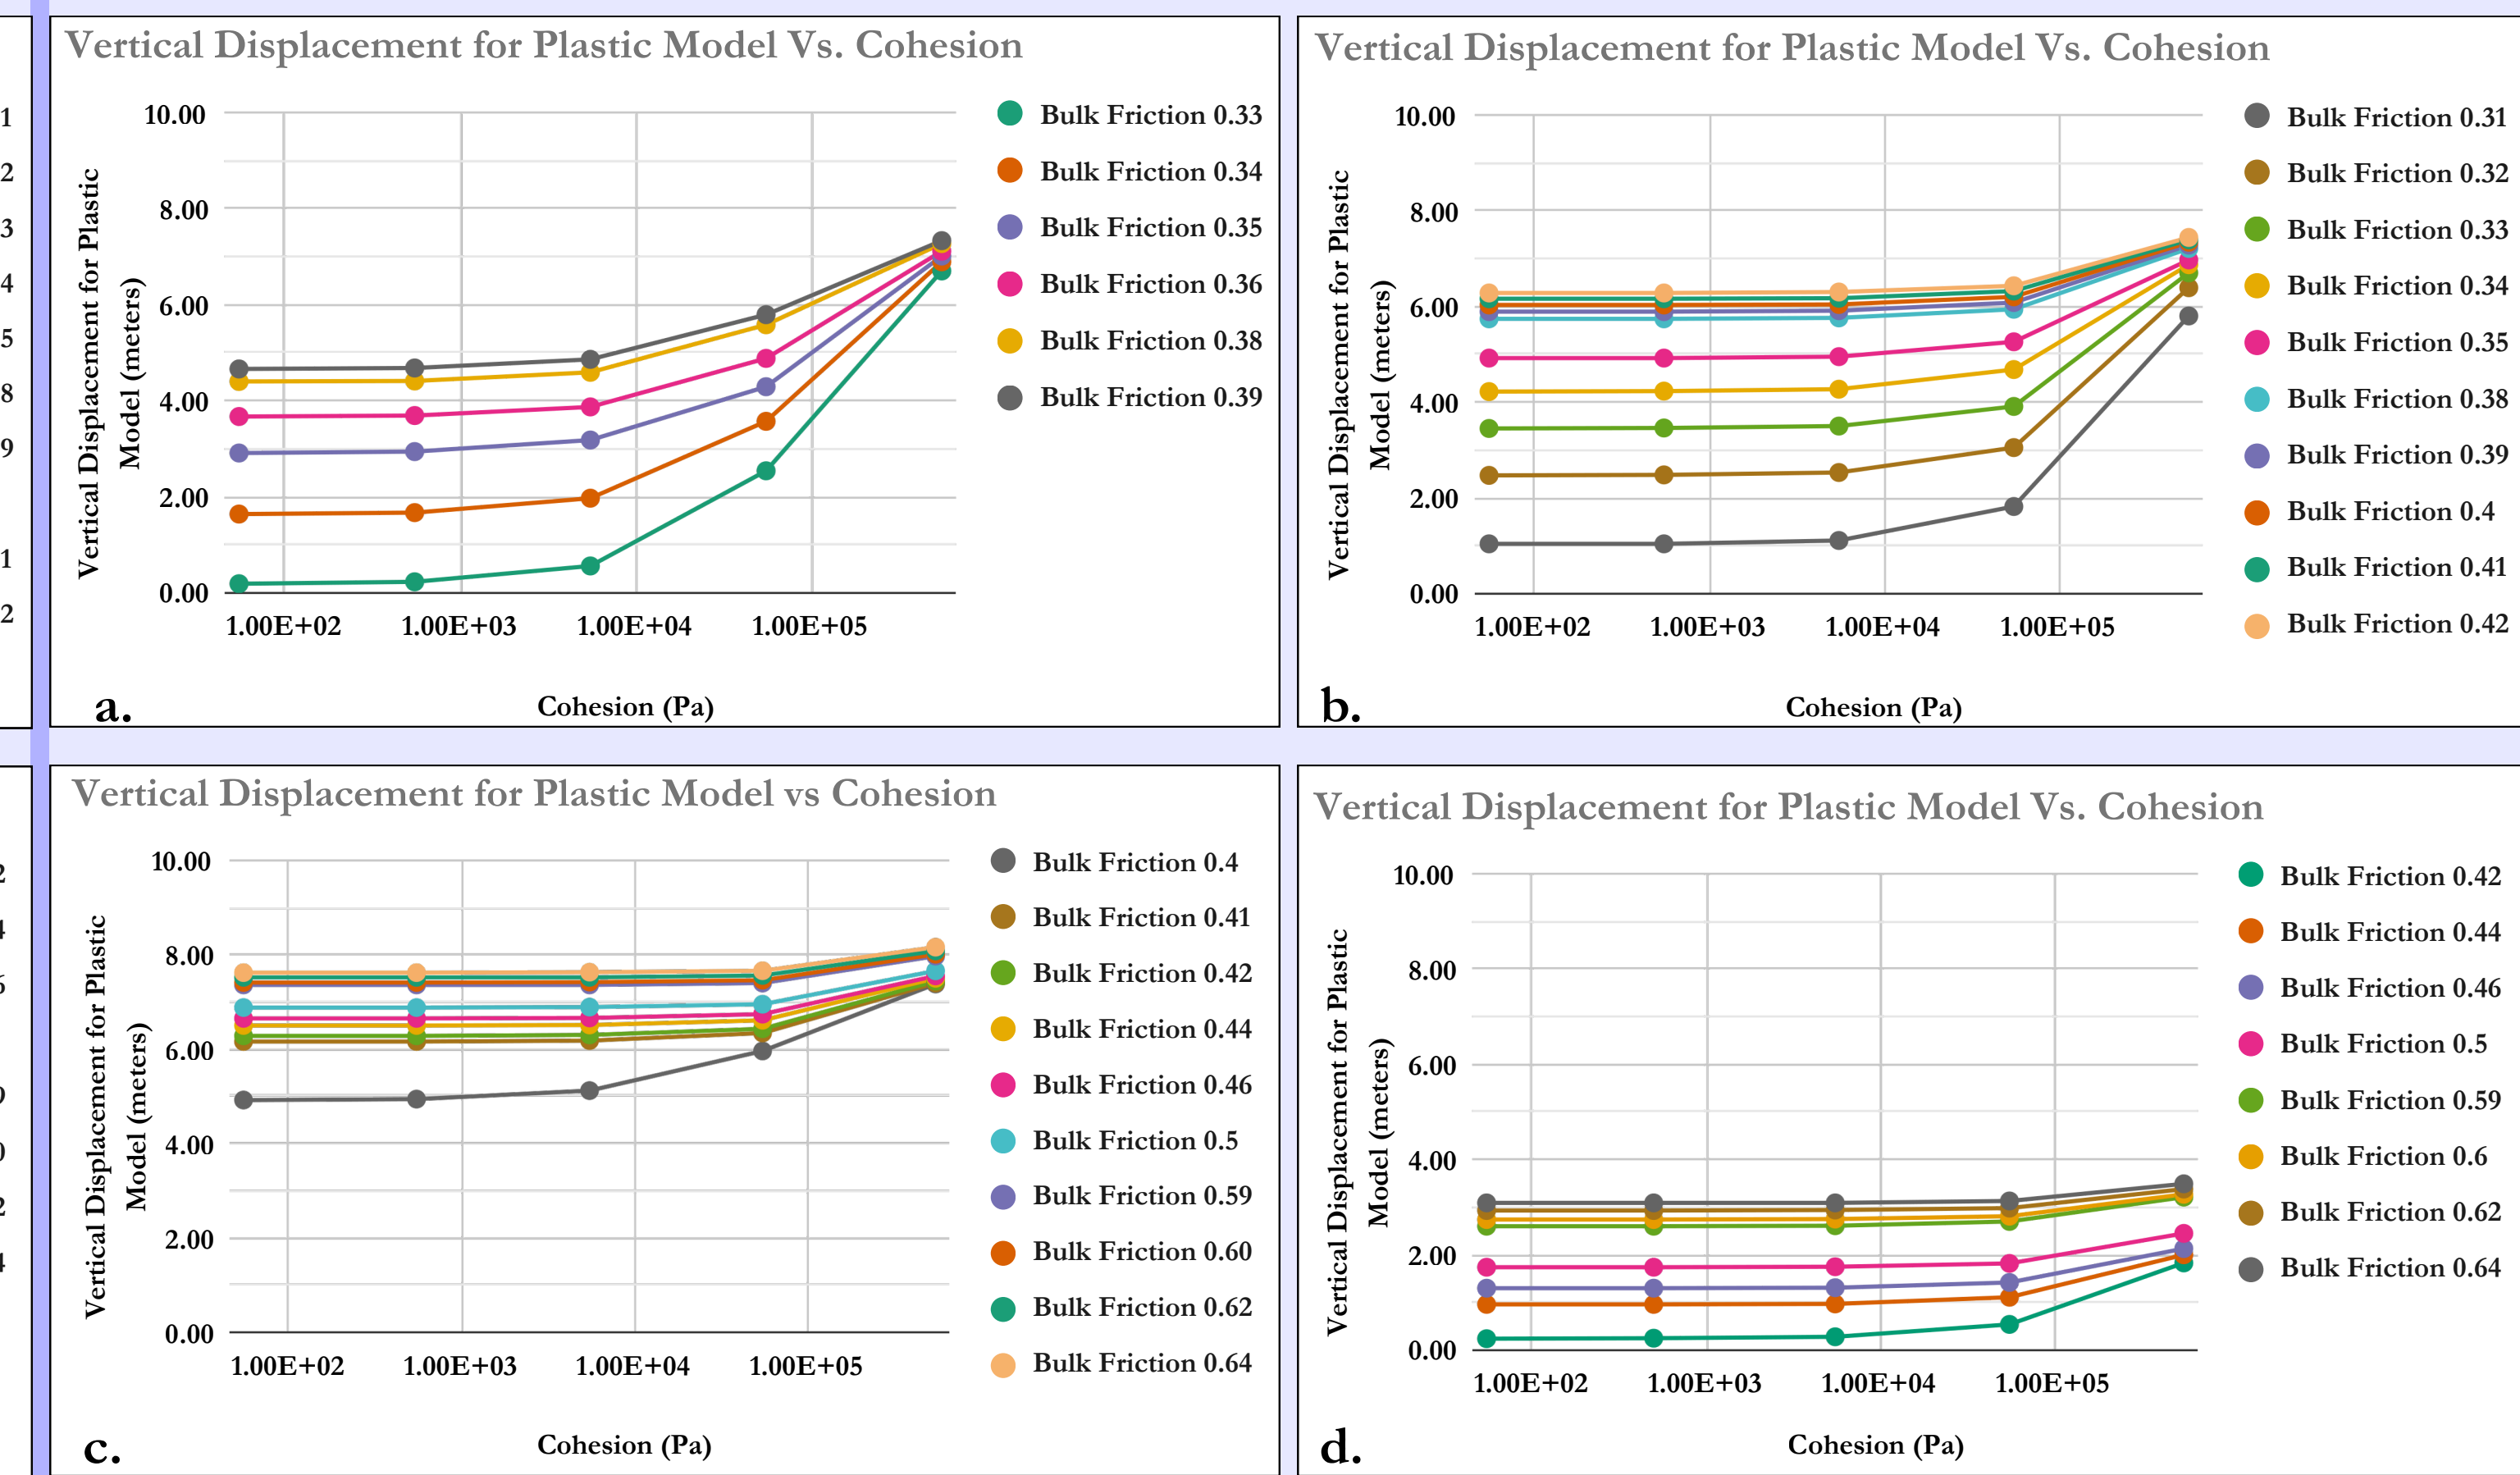 1
2
3
4
5
8
9
1
2
Vertical Displacement for Plastic Model Vs. Cohesion
Vertical Displacement for Plastic
Model (meters)
10.00
8.00
6.00
4.00
2.00
0.00
1.00E+02 1.00E+03 1.00E+04 1.00E+05
Cohesion (Pa)
Bulk Friction 0.33
Bulk Friction 0.34
Bulk Friction 0.35
Bulk Friction 0.36
Bulk Friction 0.38
Bulk Friction 0.39
a.
Vertical Displacement for Plastic Model Vs. Cohesion
Vertical Displacement for Plastic
Model (meters)
10.00
8.00
6.00
4.00
2.00
0.00
1.00E+02 1.00E+03 1.00E+04 1.00E+05
Cohesion (Pa)
Bulk Friction 0.31
Bulk Friction 0.32
Bulk Friction 0.33
Bulk Friction 0.34
Bulk Friction 0.35
Bulk Friction 0.38
Bulk Friction 0.39
Bulk Friction 0.4
Bulk Friction 0.41
Bulk Friction 0.42
b.
Vertical Displacement for Plastic Model vs Cohesion
Vertical Displacement for Plastic
Model (meters)
10.00
8.00
6.00
4.00
2.00
0.00
1.00E+02 1.00E+03 1.00E+04 1.00E+05
Cohesion (Pa)
Bulk Friction 0.4
Bulk Friction 0.41
Bulk Friction 0.42
Bulk Friction 0.44
Bulk Friction 0.46
Bulk Friction 0.5
Bulk Friction 0.59
Bulk Friction 0.60
Bulk Friction 0.62
Bulk Friction 0.64
c.
Vertical Displacement for Plastic Model Vs. Cohesion
Vertical Displacement for Plastic
Model (meters)
10.00
8.00
6.00
4.00
2.00
0.00
1.00E+02 1.00E+03 1.00E+04 1.00E+05
Cohesion (Pa)
Bulk Friction 0.42
Bulk Friction 0.44
Bulk Friction 0.46
Bulk Friction 0.5
Bulk Friction 0.59
Bulk Friction 0.6
Bulk Friction 0.62
Bulk Friction 0.64
d.